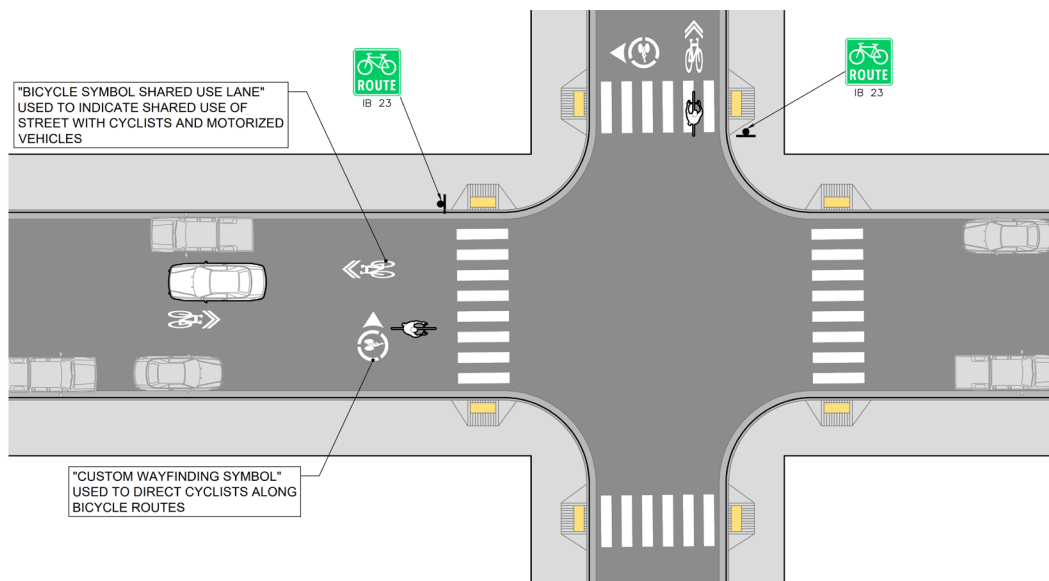 ROUTE
IB 23
ROUTE
IB 23
"BICYCLE SYMBOL SHARED USE LANE"
USED TO INDICATE SHARED USE OF
STREET WITH CYCLISTS AND MOTORIZED
VEHICLES
"CUSTOM WAYFINDING SYMBOL"
USED TO DIRECT CYCLISTS ALONG
BICYCLE ROUTES